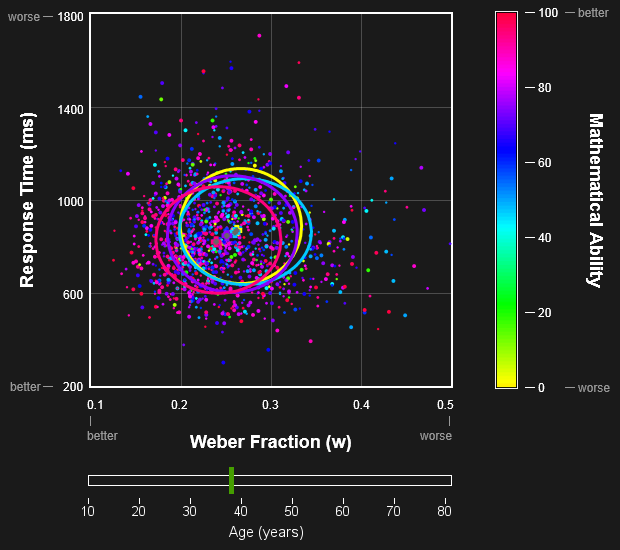 worse
1800
1400
1000
600
better
200
Response Time (ms)
0.1
0.2
0.3
0.4
0.5
better
worse
Weber Fraction (w)
10
20
30
40
50
60
70
80
Age (years)
100
better
80
60
40
20
0
worse
Mathematical Ability